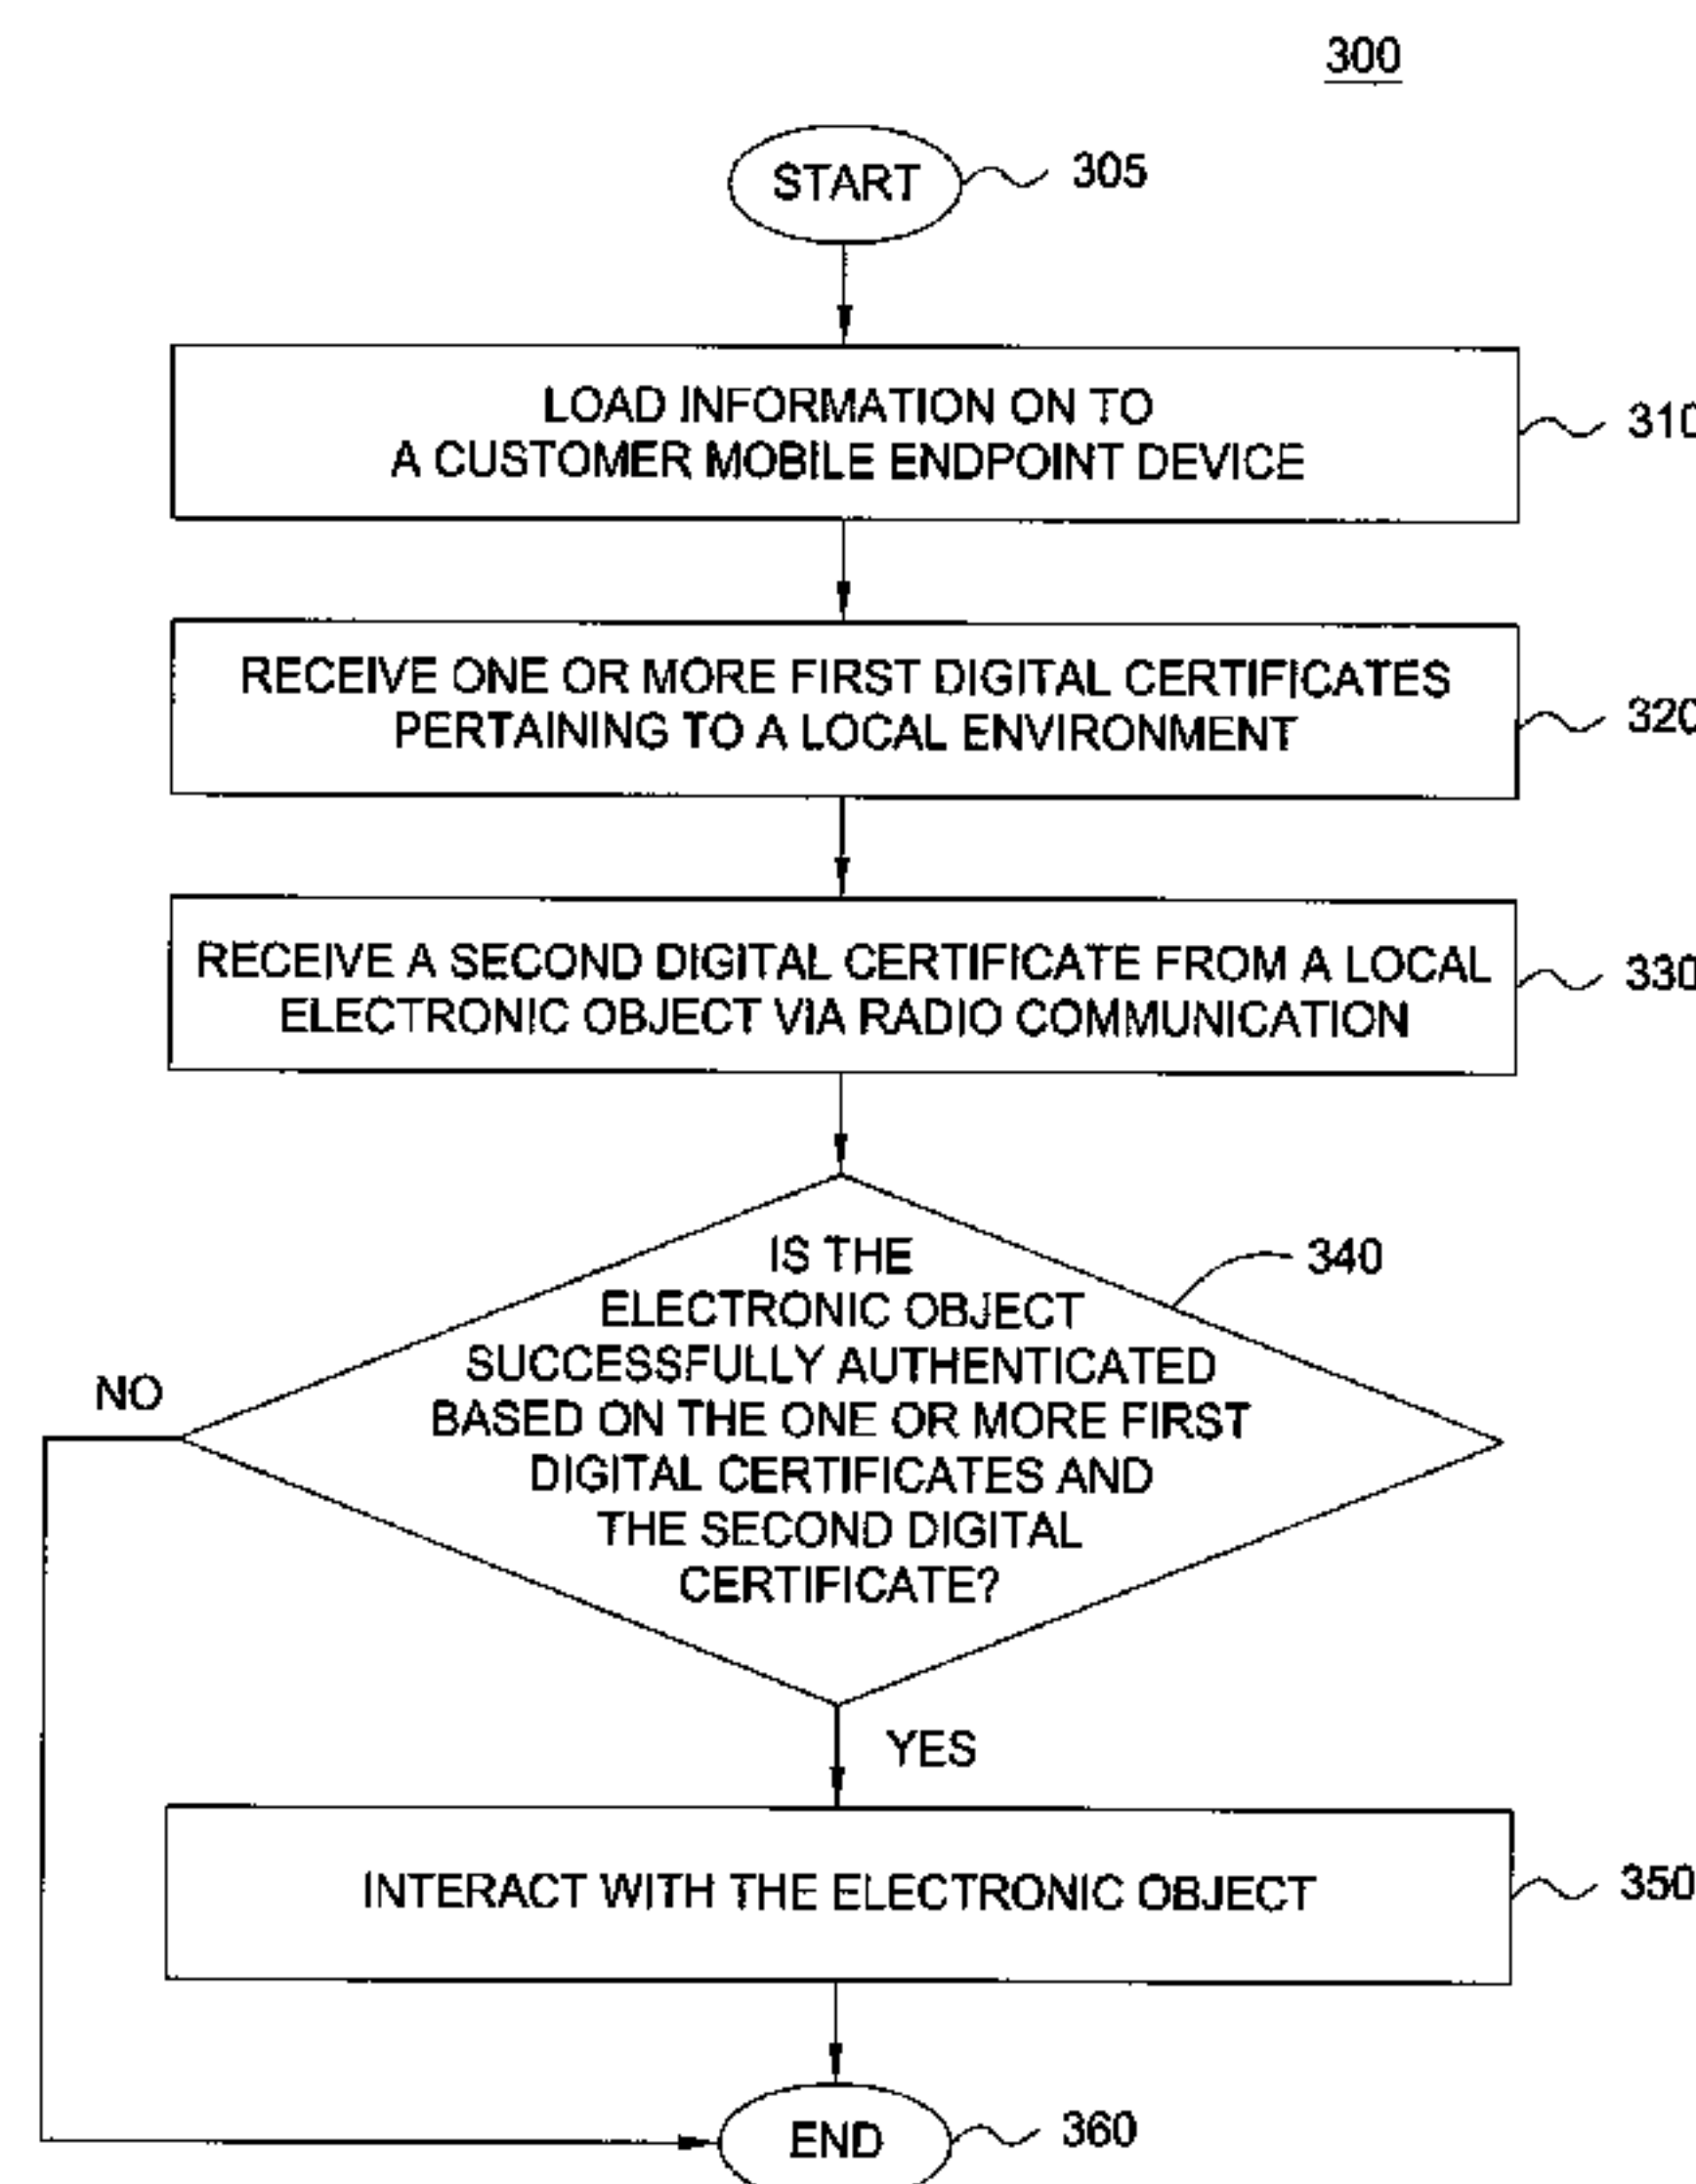 300
START
305
LOAD INFORMATION ON TO
A CUSTOMER MOBILE ENDPOINT DEVICE
310
RECEIVE ONE OR MORE FIRST DIGITAL CERTIFICATES
PERTAINING TO A LOCAL ENVIRONMENT
320
RECEIVE A SECOND DIGITAL CERTIFICATE FROM A LOCAL
ELECTRONIC OBJECT VIA RADIO COMMUNICATION
330
IS THE
ELECTRONIC OBJECT
SUCCESSFULLY AUTHENTICATED
BASED ON THE ONE OR MORE FIRST
DIGITAL CERTIFICATES AND
THE SECOND DIGITAL
CERTIFICATE?
340
NO
YES
INTERACT WITH THE ELECTRONIC OBJECT
350
END
360